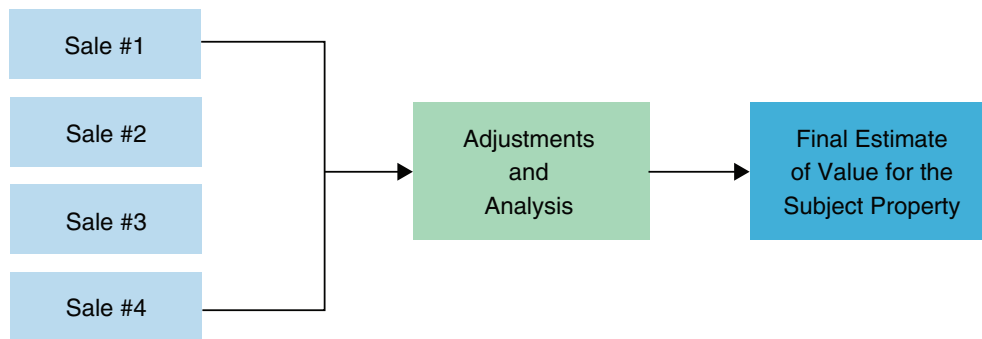 Sale #1
Sale #2
Sale #3
Sale #4
Adjustments
and
Analysis
Final Estimate
of Value for the
Subject Property